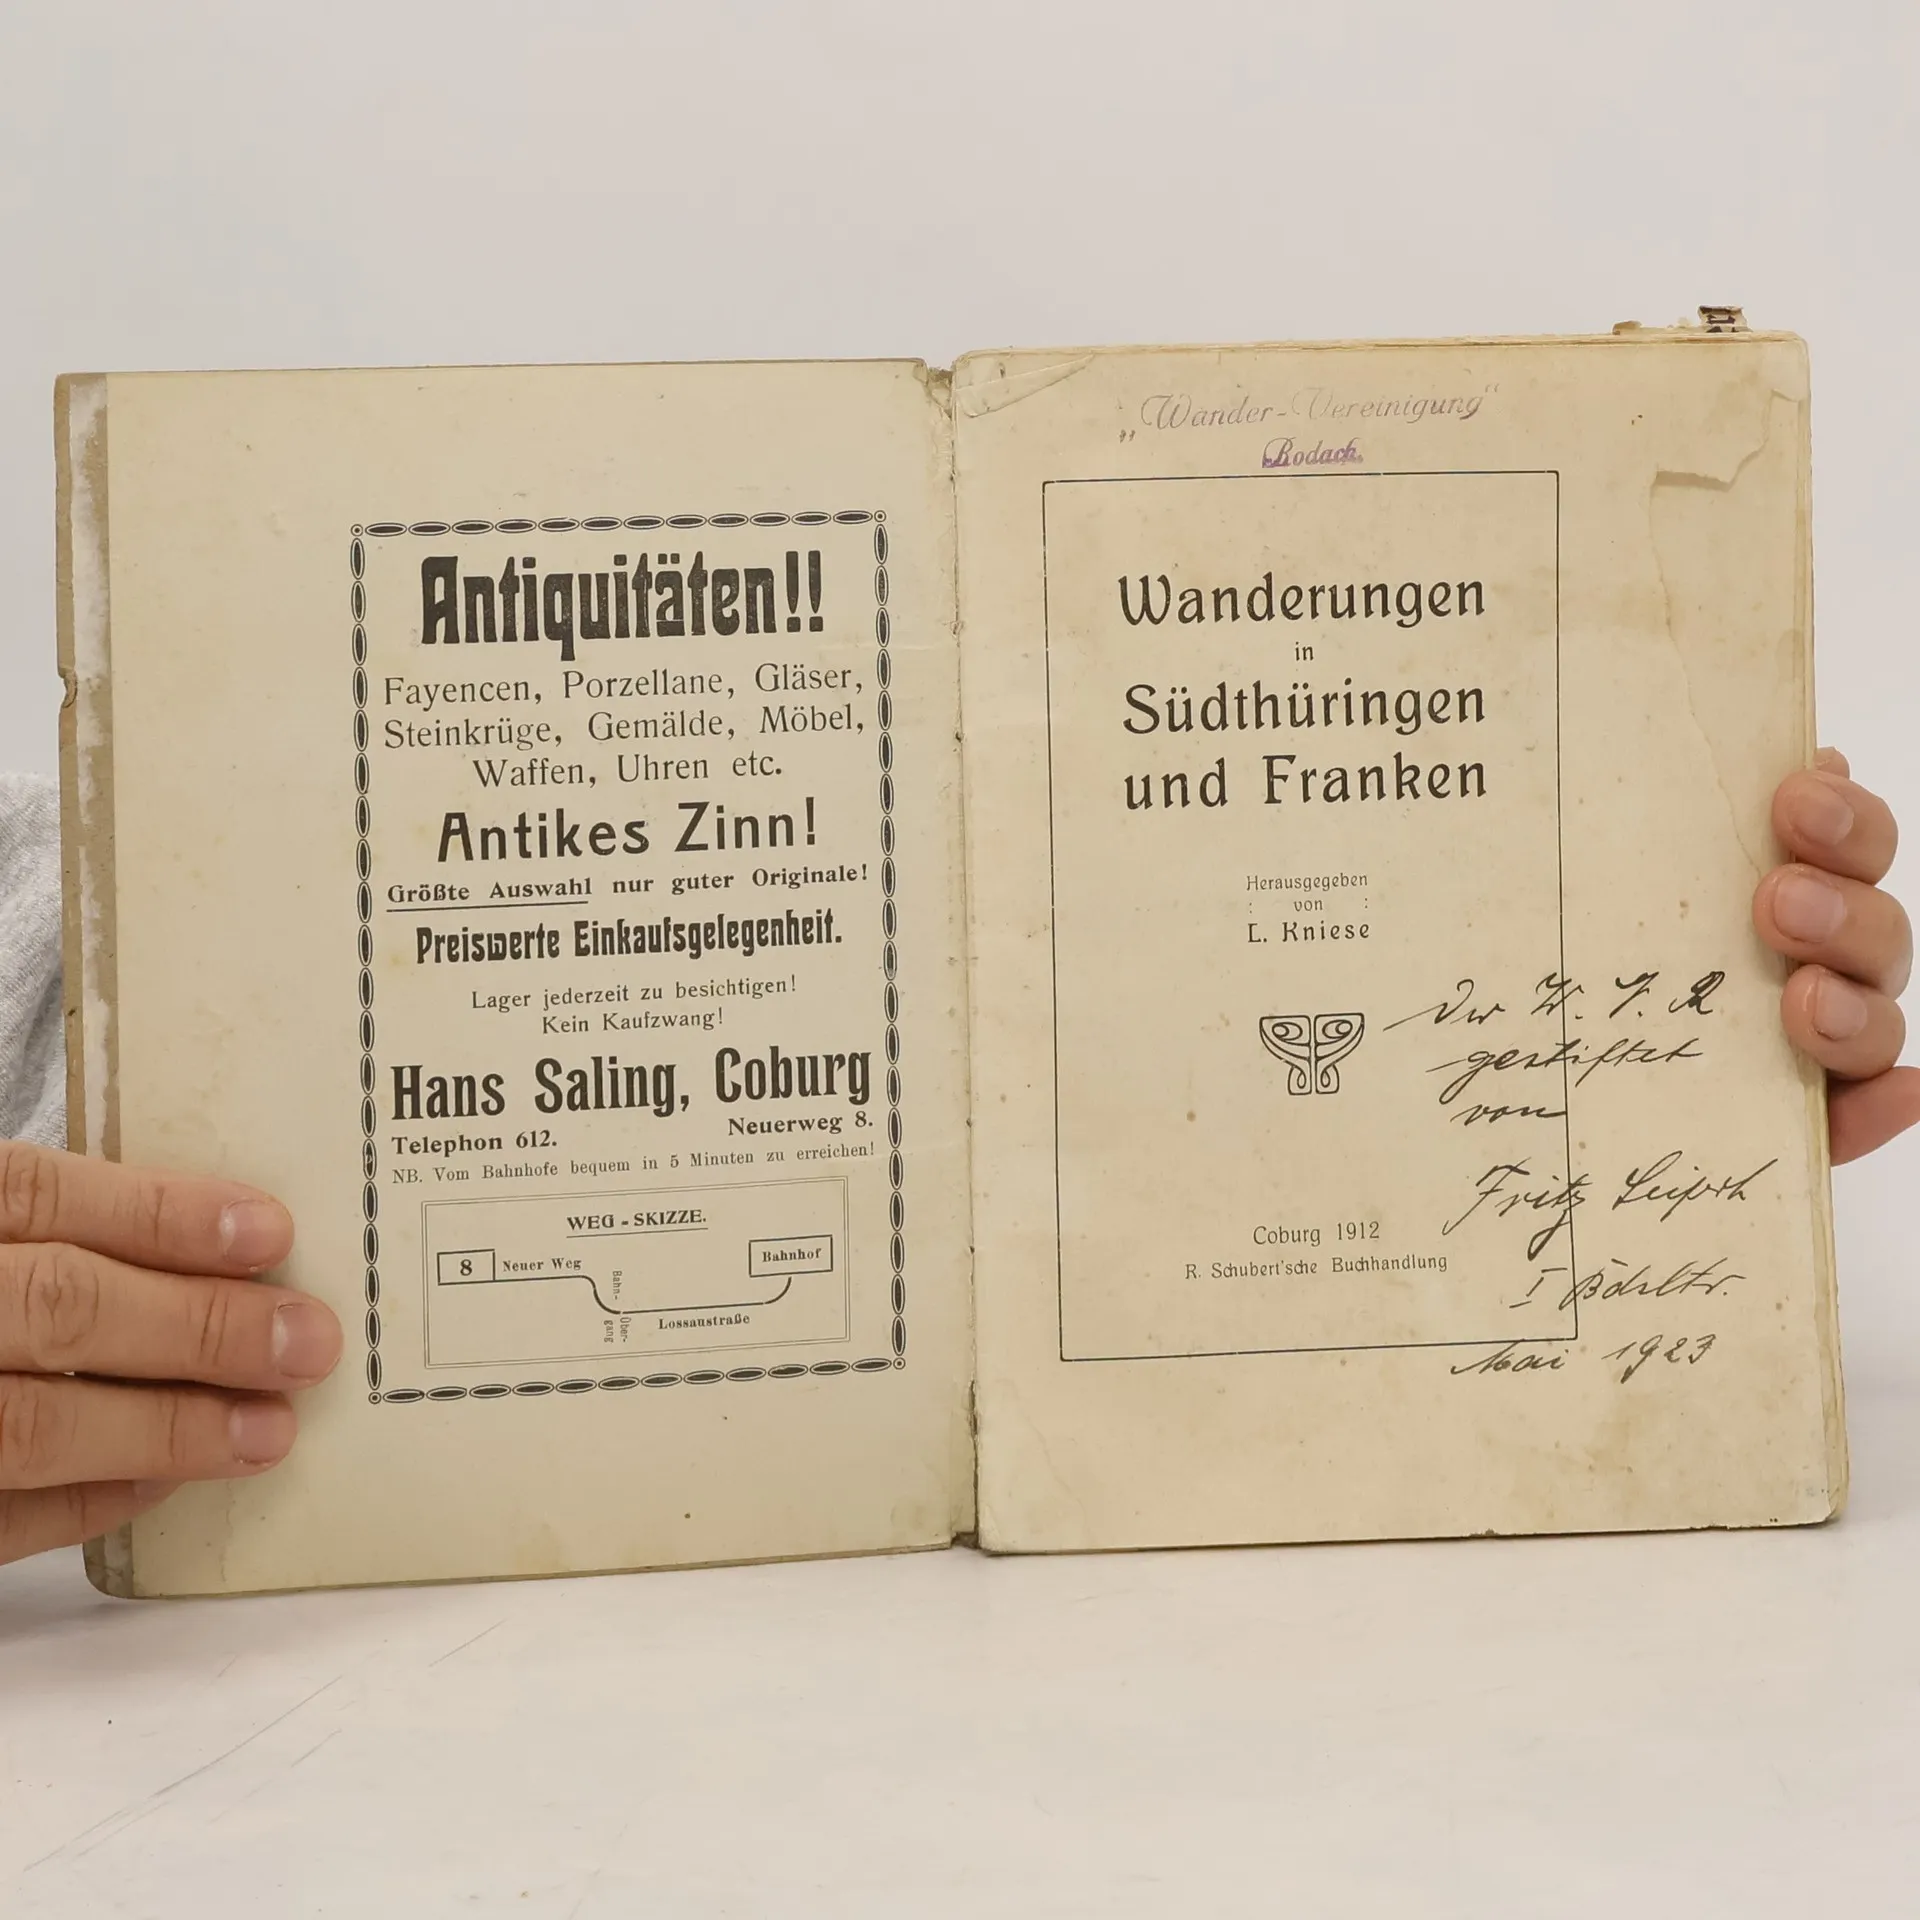 Antiquitäten!!
Fayencen, Porzellane, Gläser,
Steinkrüge, Gemälde, Möbel,
Waffen, Uhren etc.
Antikes Zinn!
Größte Auswahl nur guter Originale!
Preiswerte Einkaufsgelegenheit.
Lager jederzeit zu besichtigen!
Kein Kaufzwang!
Hans Saling, Coburg
Telephon 612. Neuerweg 8.
NB. Vom Bahnhofe bequem in 5 Minuten zu erreichen!
WEG - SKIZZE.
8 Neuer Weg
Bahnhof
Bahn-
Über-
gang
Lossaustraße
„Wander-Vereinigung“
Rodach.
Wanderungen
in
Südthüringen
und Franken
Herausgegeben
: von :
L. Kniese
Der W. V. R
gestiftet
von
Fritz Seifert
Coburg 1912
R. Schubert'sche Buchhandlung
I
Mai 1923